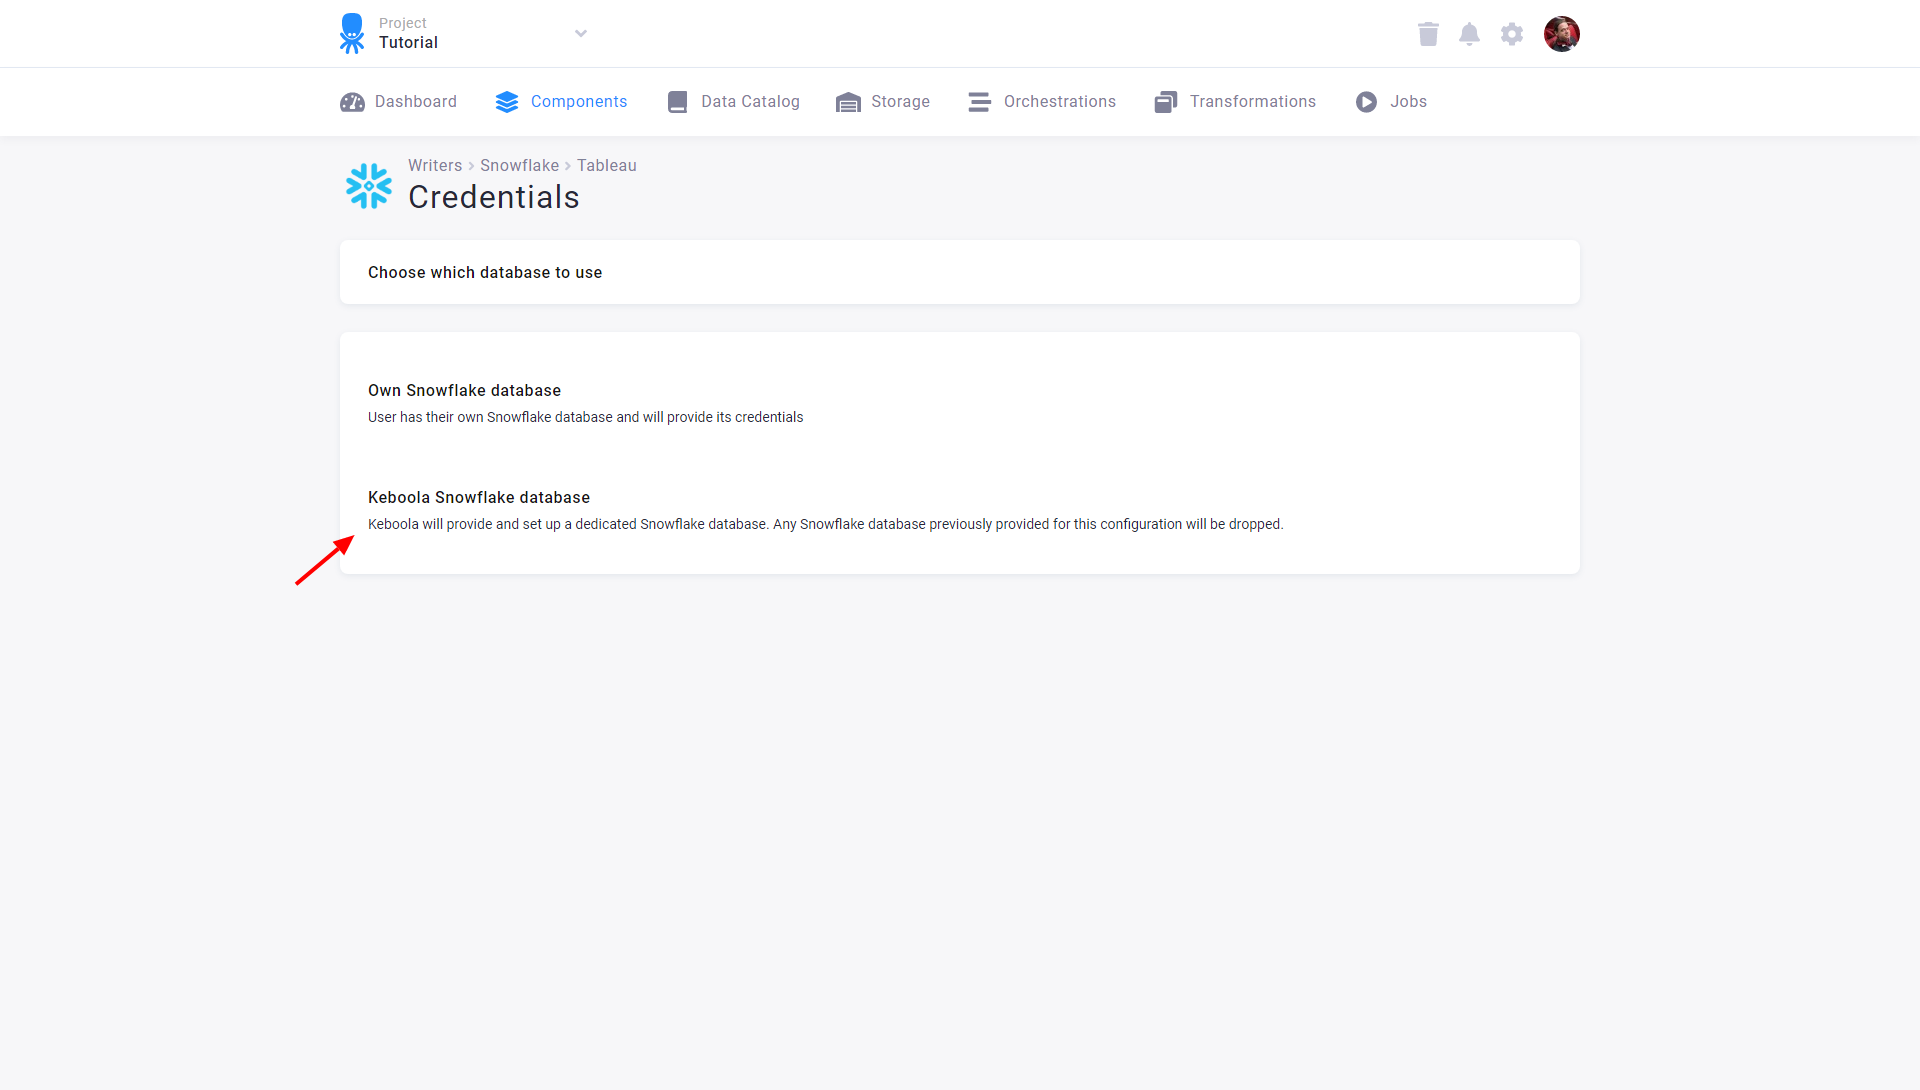 Project
Tutorial
Dashboard Components Data Catalog Storage Orchestrations Transformations Jobs
Writers > Snowflake > Tableau
Credentials
Choose which database to use
Own Snowflake database
User has their own Snowflake database and will provide its credentials
Keboola Snowflake database
Keboola will provide and set up a dedicated Snowflake database. Any Snowflake database previously provided for this configuration will be dropped.